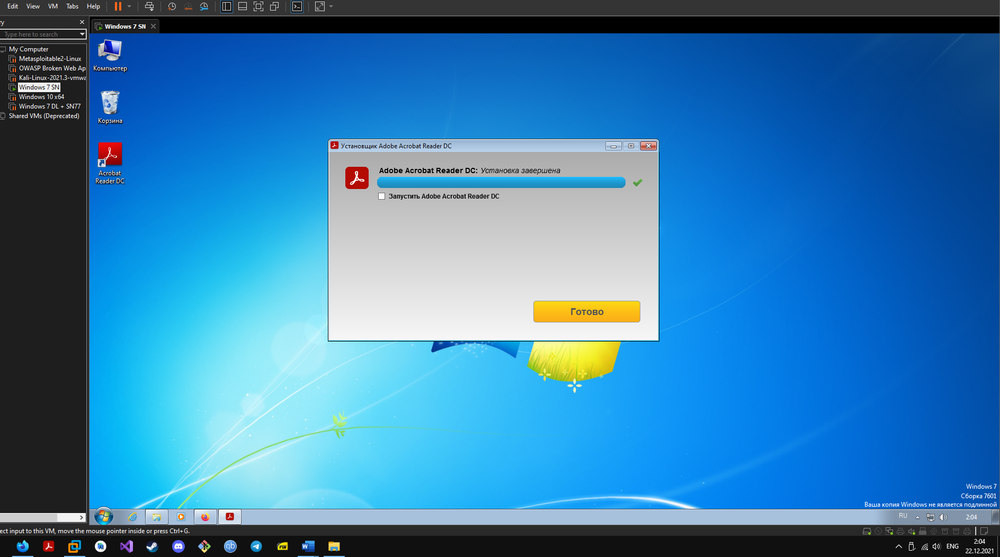 Edit View VM Tabs Help
ry
Type here to search
My Computer
Metasploitable2-Linux
OWASP Broken Web Ap
Kali-Linux-2021.3-vmwa
Windows 7 SN
Windows 10 x64
Windows 7 DL + SN77
Shared VMs (Deprecated)
Windows 7 SN
Компьютер
Корзина
Acrobat
Reader DC
Установщик Adobe Acrobat Reader DC
Adobe Acrobat Reader DC: Установка завершена
Запустить Adobe Acrobat Reader DC
Готово
Windows 7
Сборка 7601
Ваша копия Windows не является подлинной
RU
2:04
ect input to this VM, move the mouse pointer inside or press Ctrl+G.
qb
PDF
W
ENG
2:04
22.12.2021